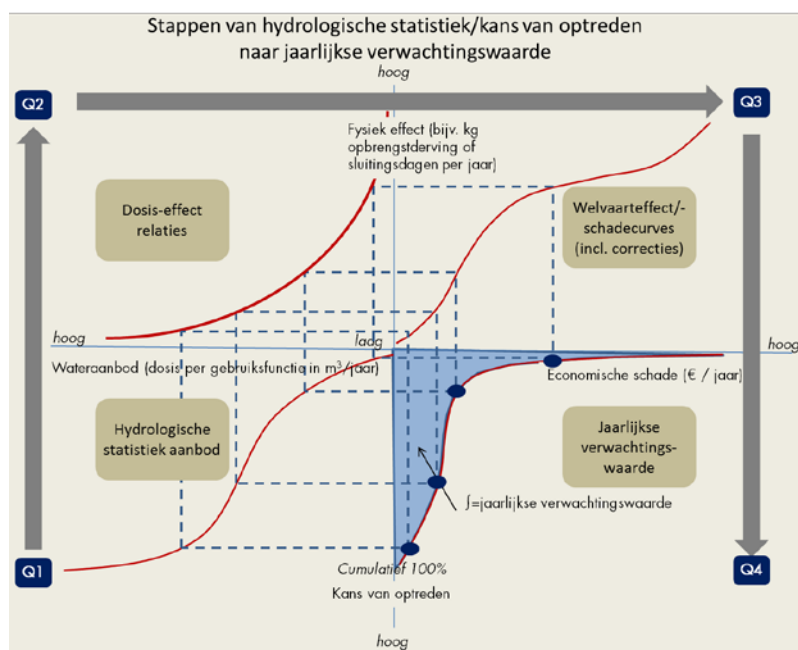 Stappen van hydrologische statistiek/kans van optreden
naar jaarlijkse verwachtingswaarde
hoog
Q2
Q3
Fysiek effect (bijv. kg
opbrengstderving of
sluitingsdagen per jaar)
Dosis-effect
relaties
Welvaarteffect/-
schadecurves
(incl. correcties)
hoog
laag
hoog
Wateraanbod (dosis per gebruiksfunctie in m³/jaar)
Economische schade (€ / jaar)
Hydrologische
statistiek aanbod
Jaarlijkse
verwachtings-
waarde
∫=jaarlijkse verwachtingswaarde
Q1
Cumulatief 100%
Q4
Kans van optreden
hoog